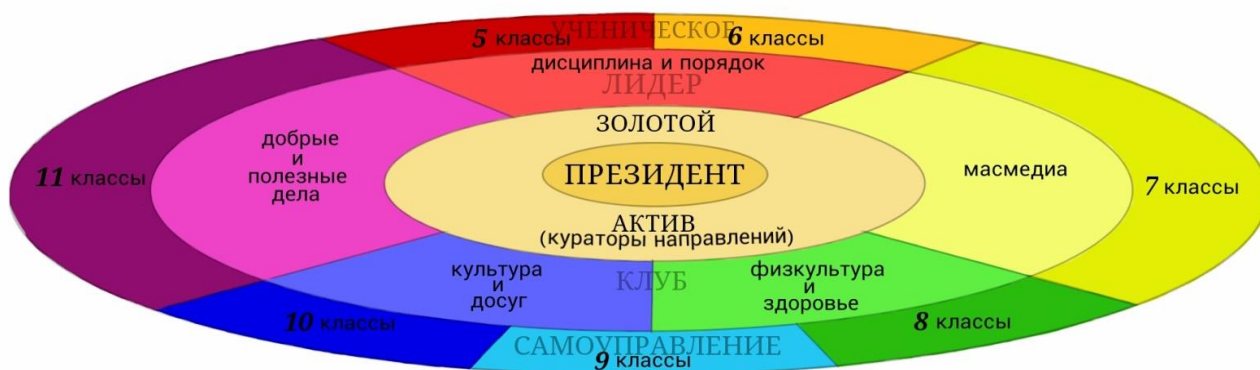 УЧЕНИЧЕСКОЕ
5 классы
6 классы
дисциплина и порядок
ЛИДЕР
ЗОЛОТОЙ
ПРЕЗИДЕНТ
АКТИВ
(кураторы направлений)
добрые
и
полезные
дела
11 классы
масмедиа
7 классы
культура
и
досуг
КЛУБ
физкультура
и
здоровье
10 классы
8 классы
САМОУПРАВЛЕНИЕ
9 классы